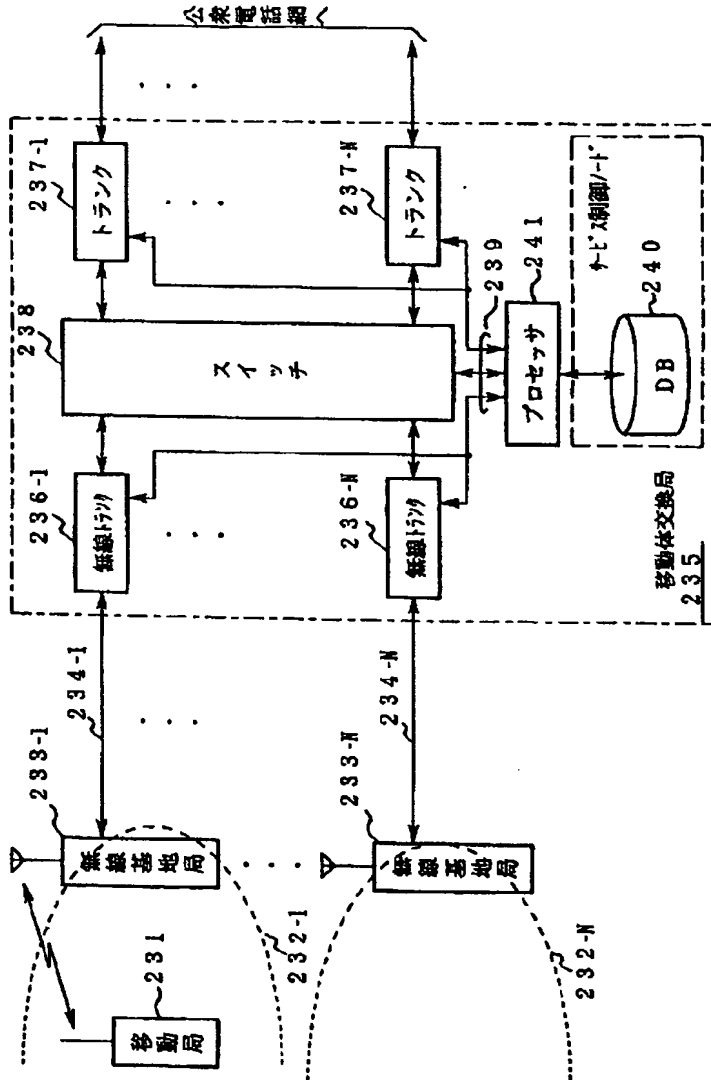 移動局
231
無線基地局
233-1
232-1
234-1
無線基地局
233-N
232-N
234-N
移動体交換局
235
無線トランク
236-1
無線トランク
236-N
スイッチ
238
トランク
237-1
トランク
237-N
239
プロセッサ
241
サービス制御ノード
DB
240
公衆電話網へ